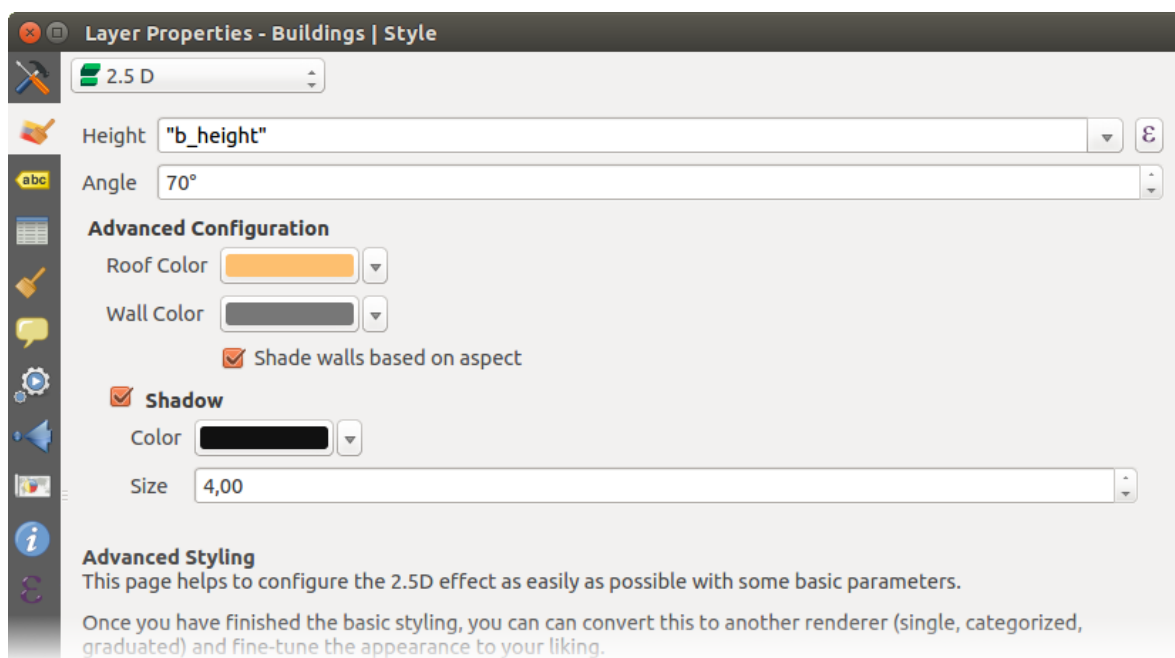 Layer Properties - Buildings | Style
2.5 D
Height "b_height" ε
Angle 70°
abc
Advanced Configuration
Roof Color
Wall Color
Shade walls based on aspect
Shadow
Color
Size 4,00
Advanced Styling
This page helps to configure the 2.5D effect as easily as possible with some basic parameters.
Once you have finished the basic styling, you can can convert this to another renderer (single, categorized,
graduated) and fine-tune the appearance to your liking.